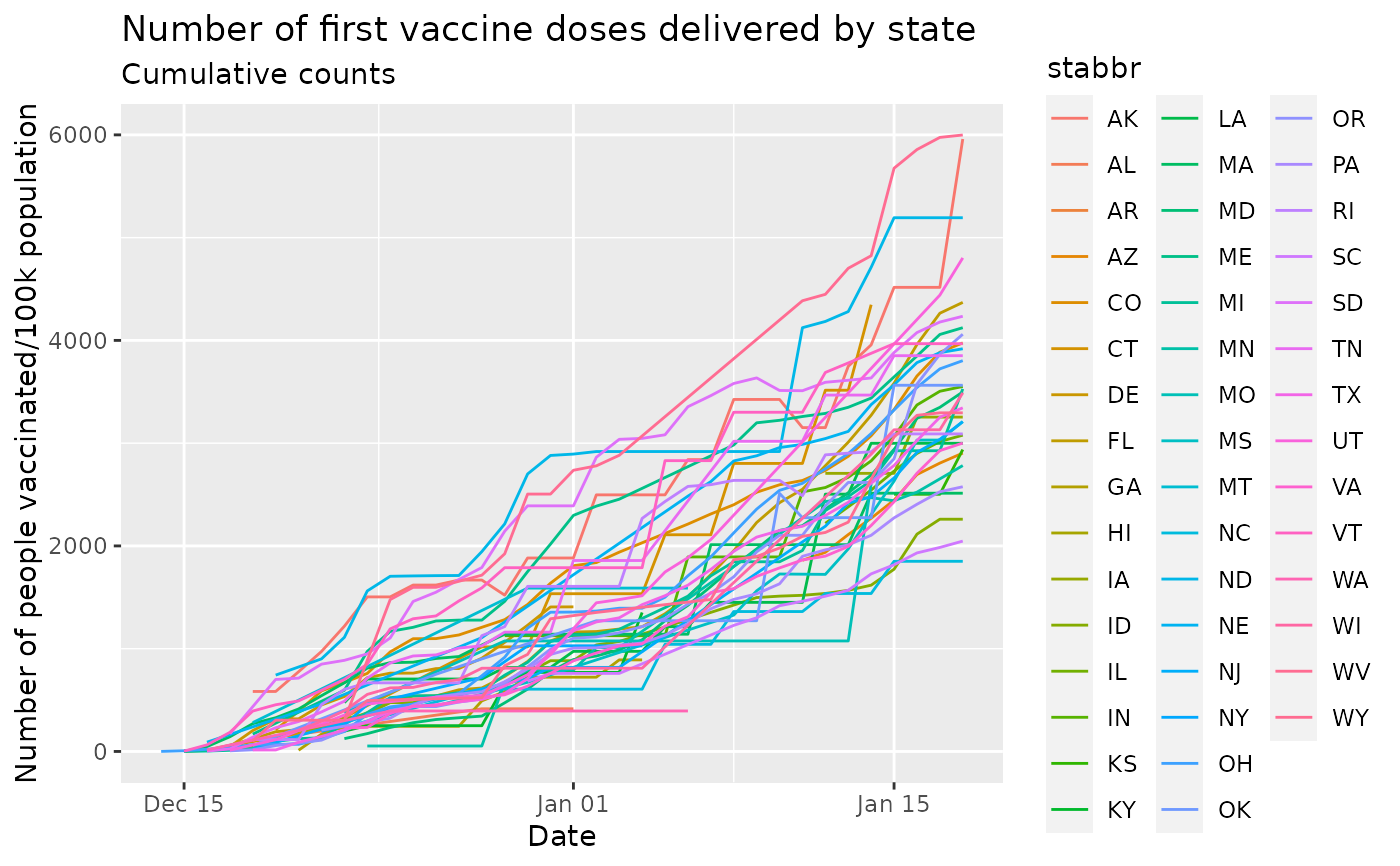 Number of first vaccine doses delivered by state
Cumulative counts
Number of people vaccinated/100k population
6000
4000
2000
0
Dec 15
Jan 01
Jan 15
Date
stabbr
AK
AL
AR
AZ
CO
CT
DE
FL
GA
HI
IA
ID
IL
IN
KS
KY
LA
MA
MD
ME
MI
MN
MO
MS
MT
NC
ND
NE
NJ
NY
OH
OK
OR
PA
RI
SC
SD
TN
TX
UT
VA
VT
WA
WI
WV
WY